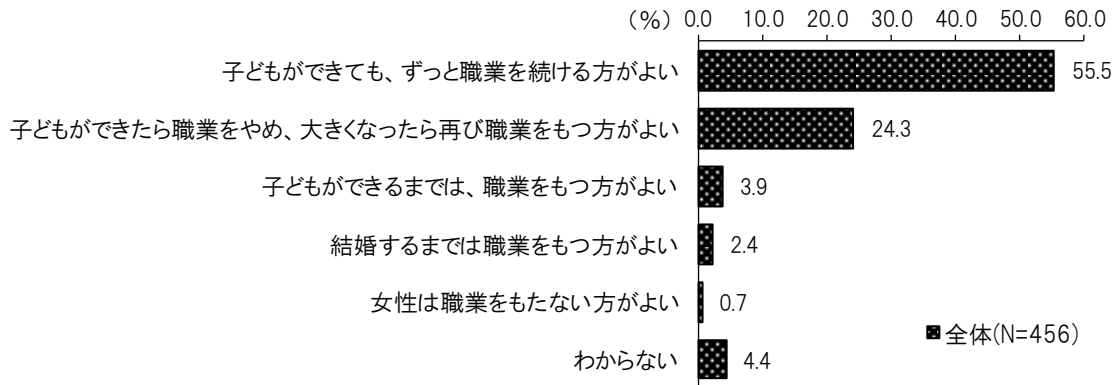 (%) 0.0 10.0 20.0 30.0 40.0 50.0 60.0
子どもができても、ずっと職業を続ける方がよい 55.5
子どもができたら職業をやめ、大きくなったら再び職業をもつ方がよい 24.3
子どもができるまでは、職業をもつ方がよい 3.9
結婚するまでは職業をもつ方がよい 2.4
女性は職業をもたない方がよい 0.7
全体(N=456)
わからない 4.4